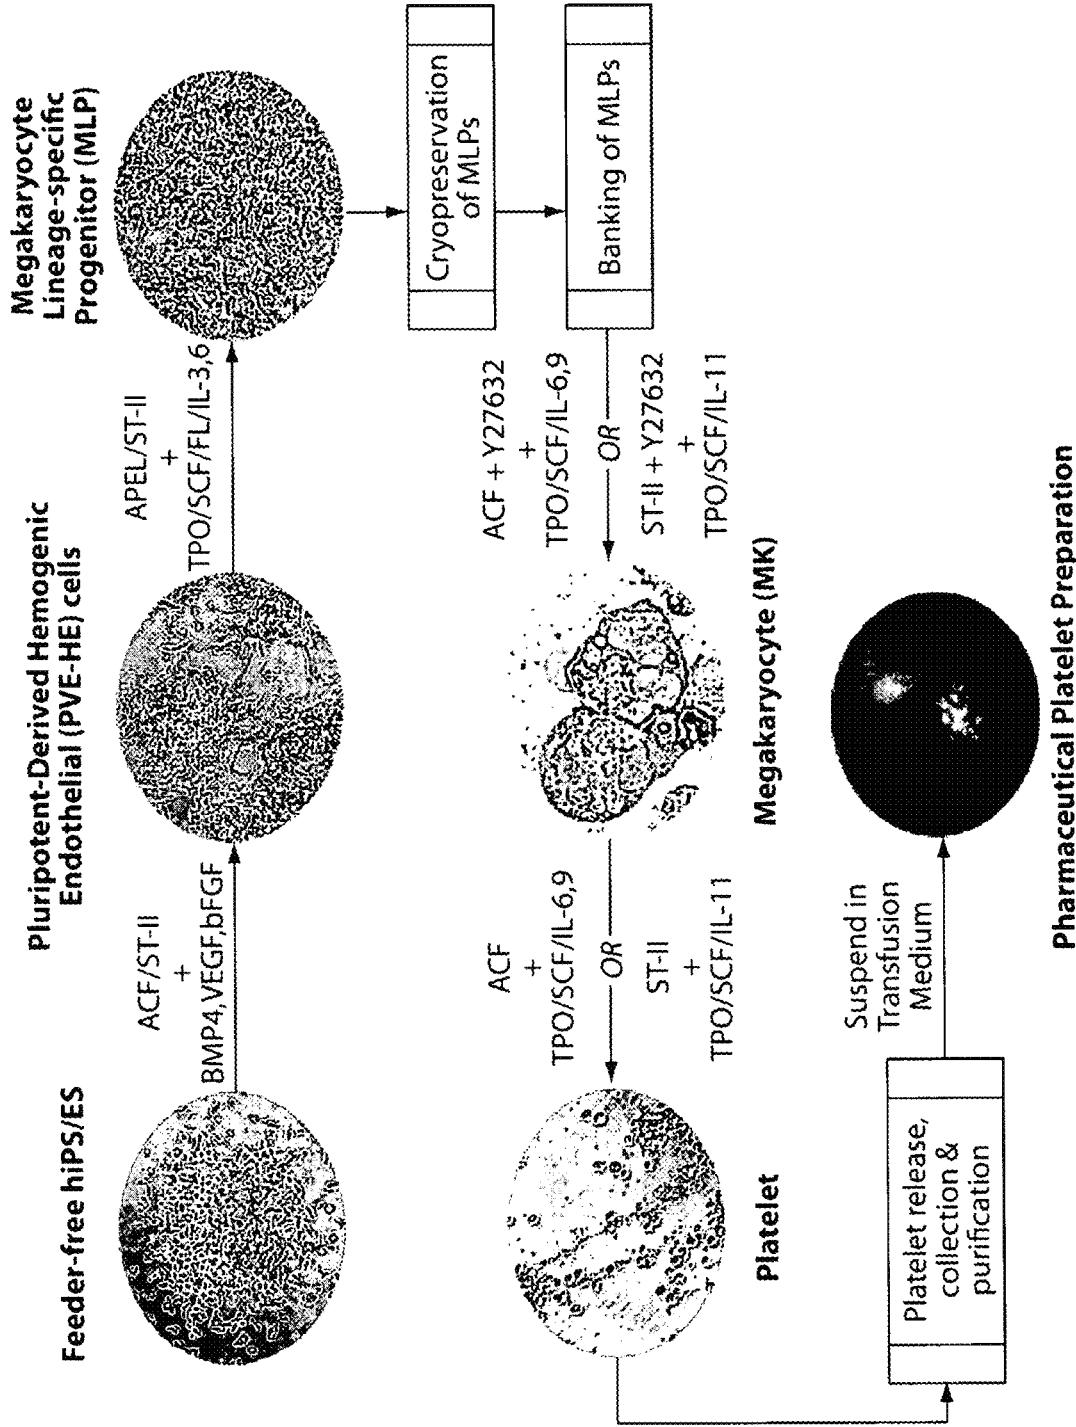 Feeder-free hiPS/ES
ACF/ST-II
+
BMP4,VEGF,bFGF
Pluripotent-Derived Hemogenic
Endothelial (PVE-HE) cells
APEL/ST-II
+
TPO/SCF/FL/IL-3,6
Megakaryocyte
Lineage-specific
Progenitor (MLP)
Cryopreservation
of MLPs
Banking of MLPs
ACF + Y27632
+
TPO/SCF/IL-6,9
OR
ST-II + Y27632
+
TPO/SCF/IL-11
Megakaryocyte (MK)
ACF
+
TPO/SCF/IL-6,9
OR
ST-II
+
TPO/SCF/IL-11
Platelet
Platelet release,
collection &
purification
Suspend in
Transfusion
Medium
Pharmaceutical Platelet Preparation